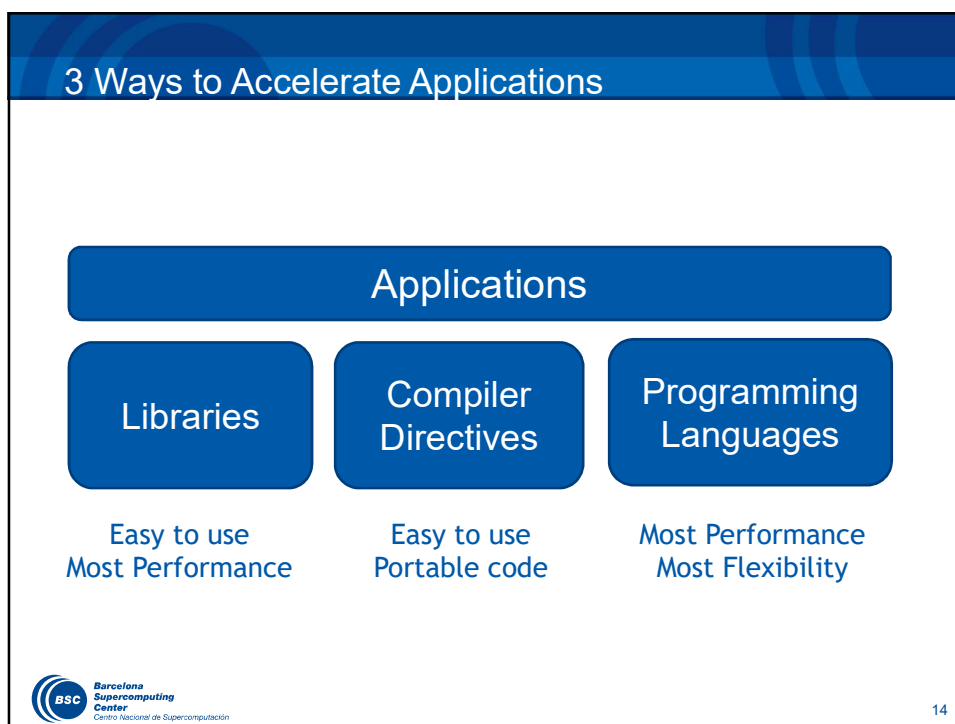 3 Ways to Accelerate Applications
Applications
Libraries
Compiler
Directives
Programming
Languages
Easy to use
Most Performance
Easy to use
Portable code
Most Performance
Most Flexibility
BSC
Barcelona
Supercomputing
Center
Centro Nacional de Supercomputación
14